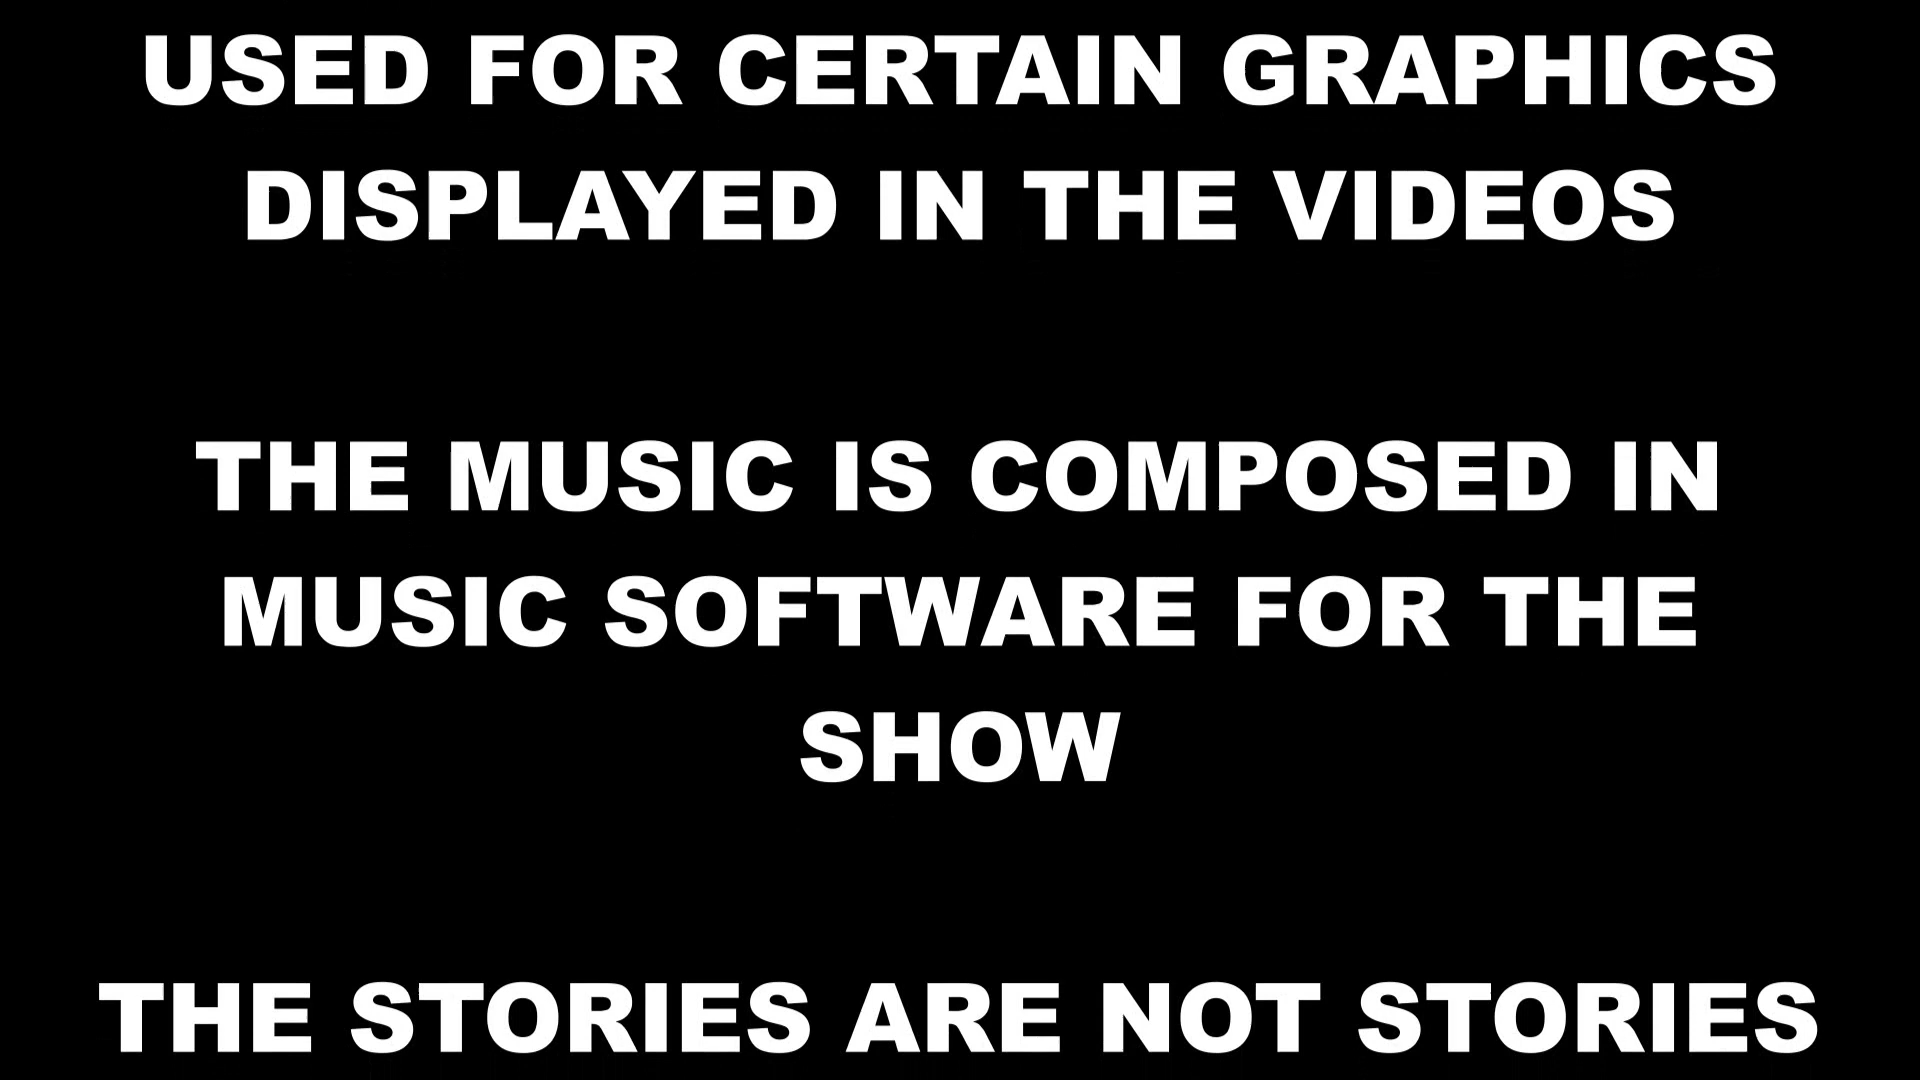 USED FOR CERTAIN GRAPHICS
DISPLAYED IN THE VIDEOS
THE MUSIC IS COMPOSED IN
MUSIC SOFTWARE FOR THE
SHOW
THE STORIES ARE NOT STORIES